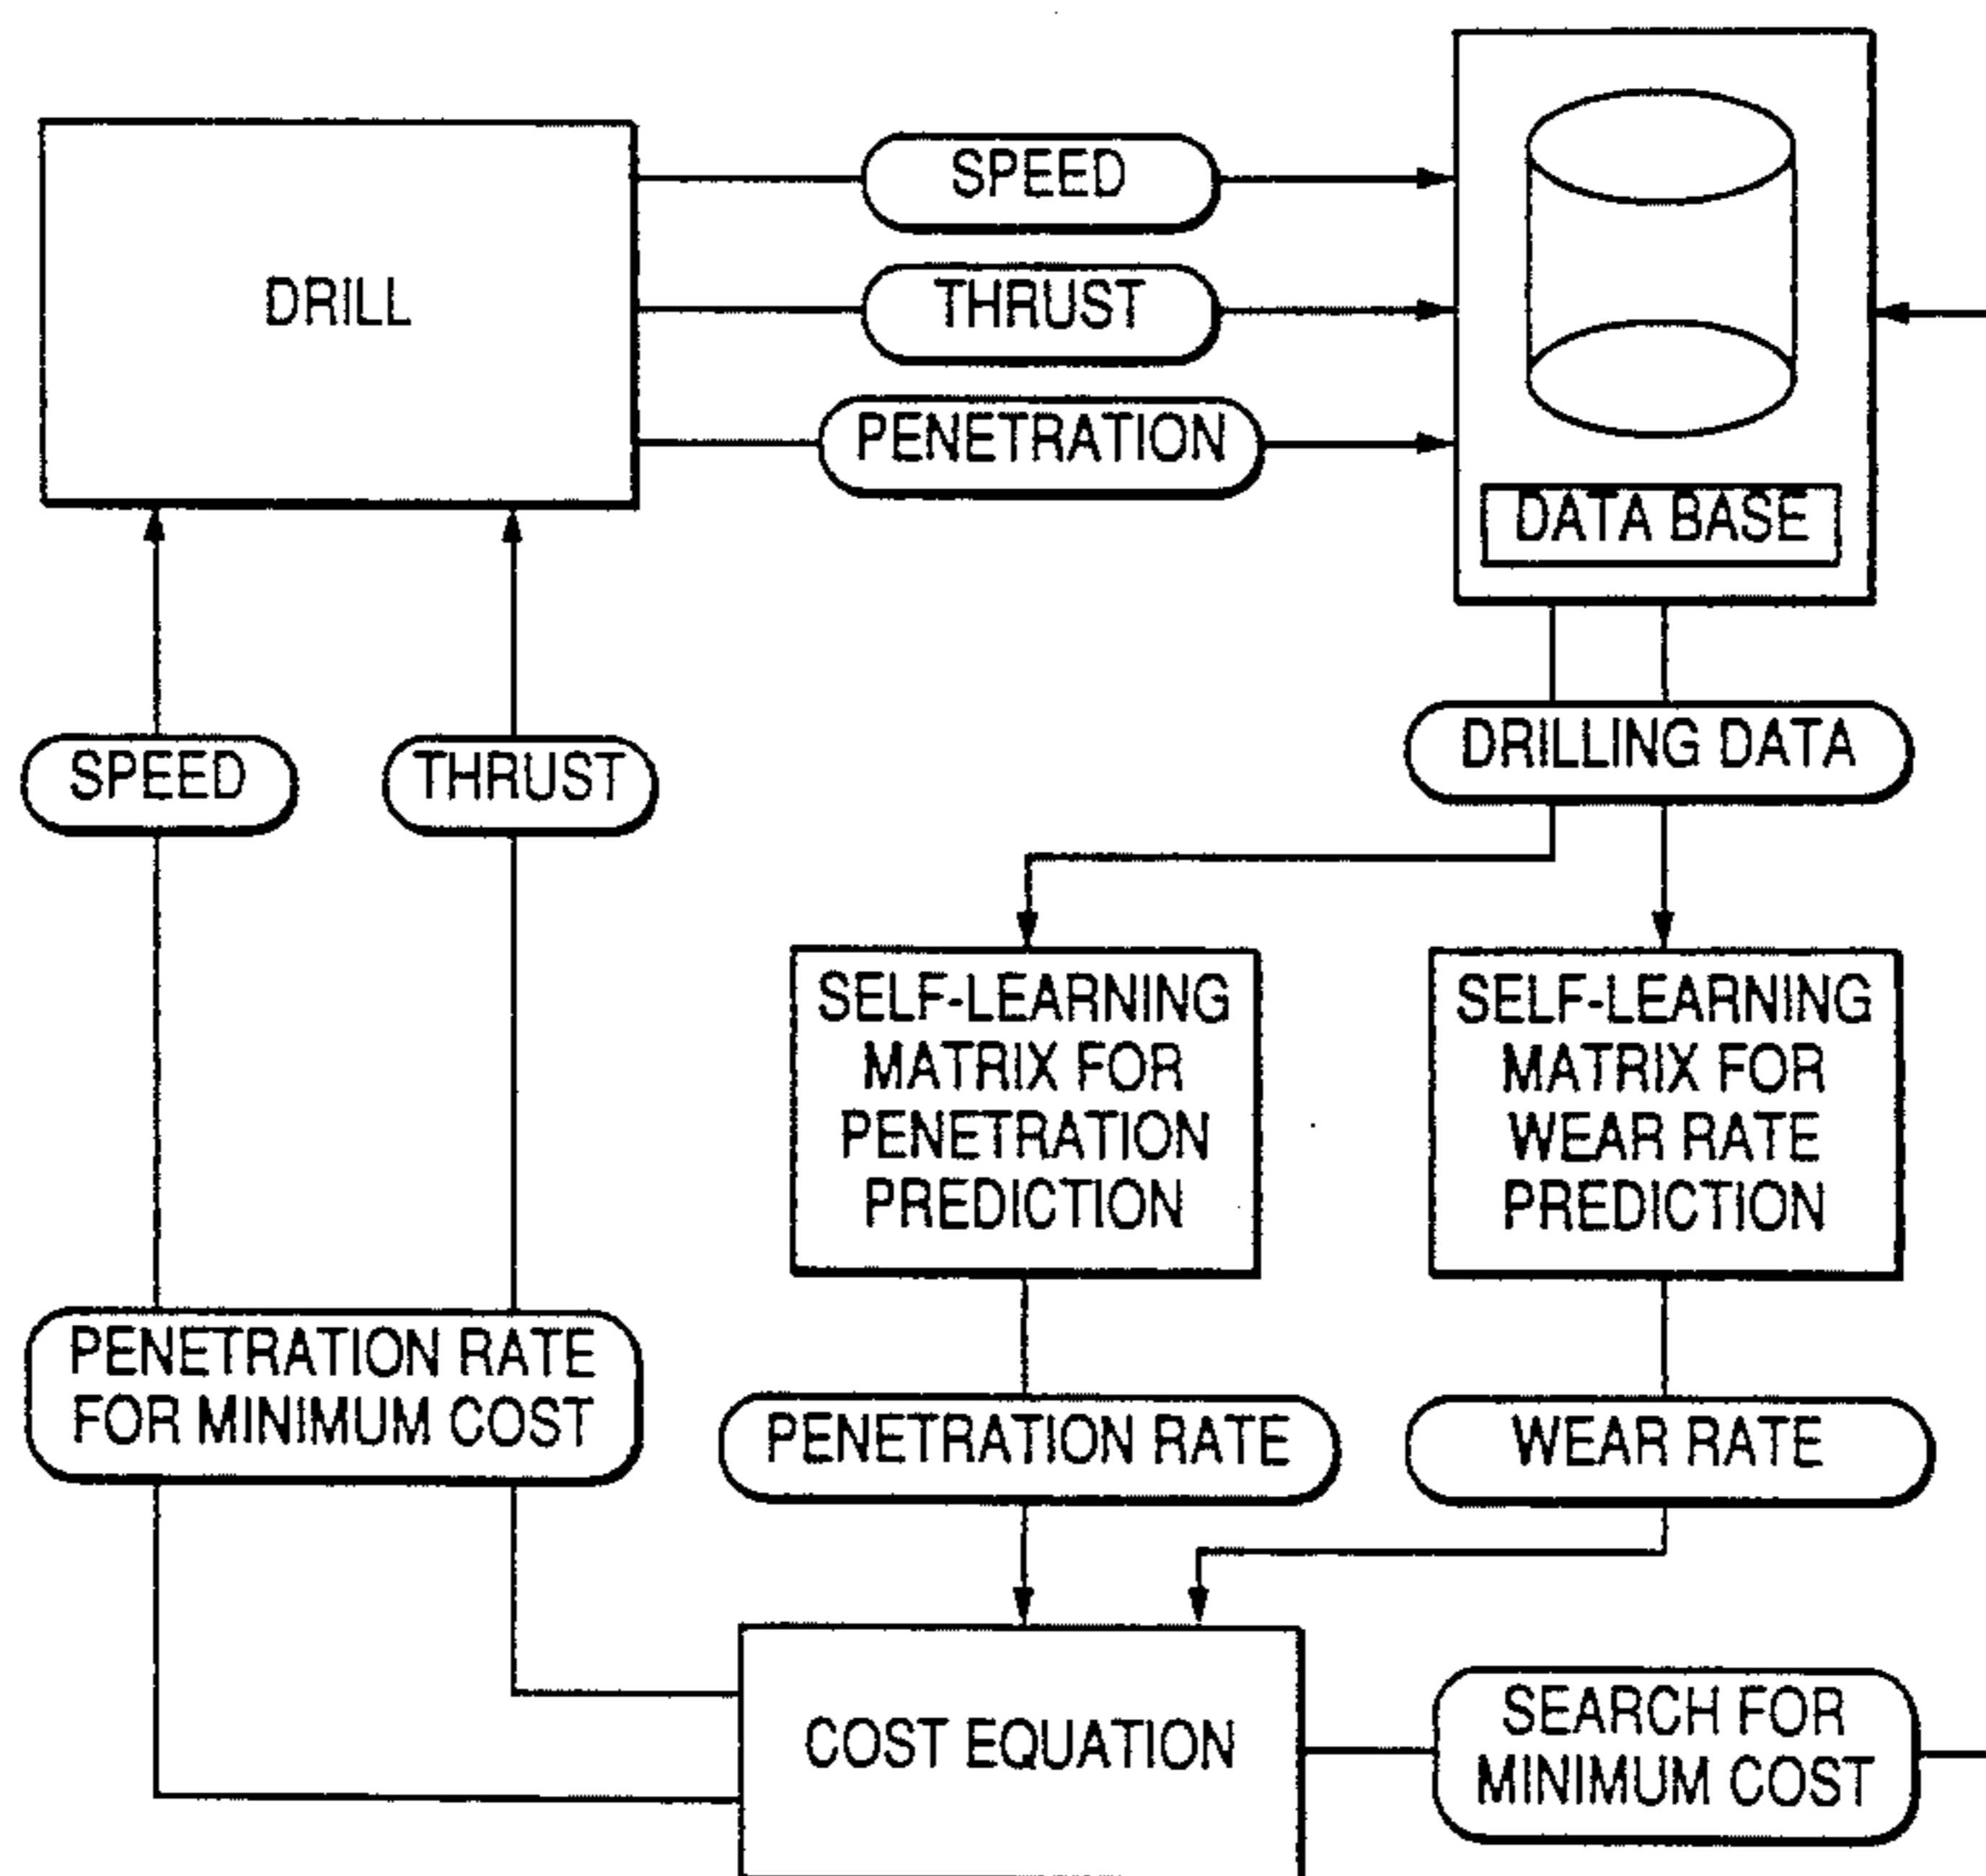 SPEED
DRILL
THRUST
PENETRATION
DATA BASE
SPEED
THRUST
DRILLING DATA
SELF-LEARNING
MATRIX FOR
PENETRATION
PREDICTION
SELF-LEARNING
MATRIX FOR
WEAR RATE
PREDICTION
PENETRATION RATE
FOR MINIMUM COST
PENETRATION RATE
WEAR RATE
COST EQUATION
SEARCH FOR
MINIMUM COST